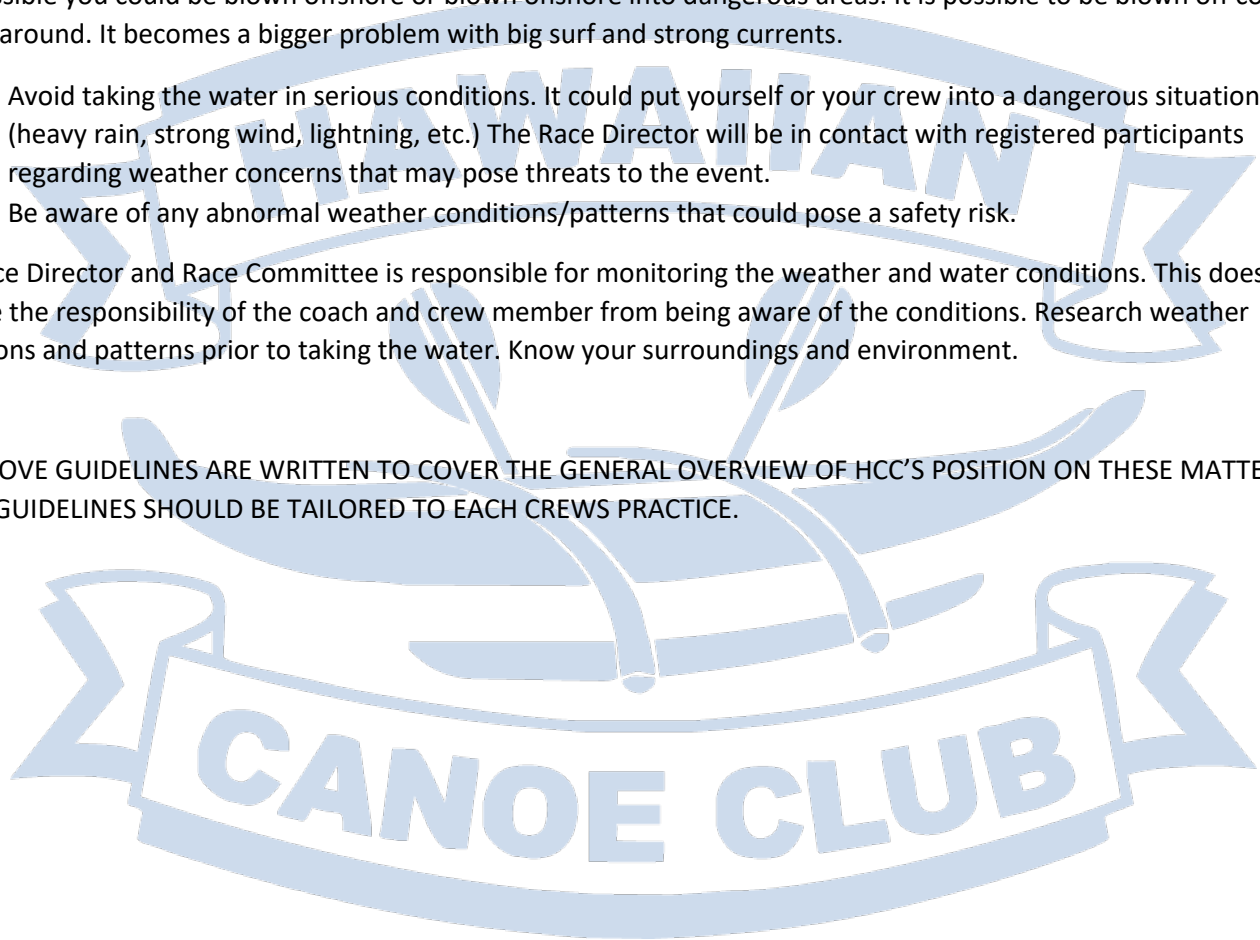 you could be blown offshore or blown onshore into dangerous areas. It is possible to be blown off
around. It becomes a bigger problem with big surf and strong currents.
Avoid taking the water in serious conditions. It could put yourself or your crew into a dangerous situation
(heavy rain, strong wind, lightning, etc.) The Race Director will be in contact with registered participants
regarding weather concerns that may pose threats to the event.
Be aware of any abnormal weather conditions/patterns that could pose a safety risk.
Director and Race Committee is responsible for monitoring the weather and water conditions. This does
the responsibility of the coach and crew member from being aware of the conditions. Research weather
and patterns prior to taking the water. Know your surroundings and environment.
GUIDELINES ARE WRITTEN TO COVER THE GENERAL OVERVIEW OF HCC’S POSITION ON THESE
GUIDELINES SHOULD BE TAILORED TO EACH CREWS PRACTICE.
HAWAIIAN
CANOE CLUB